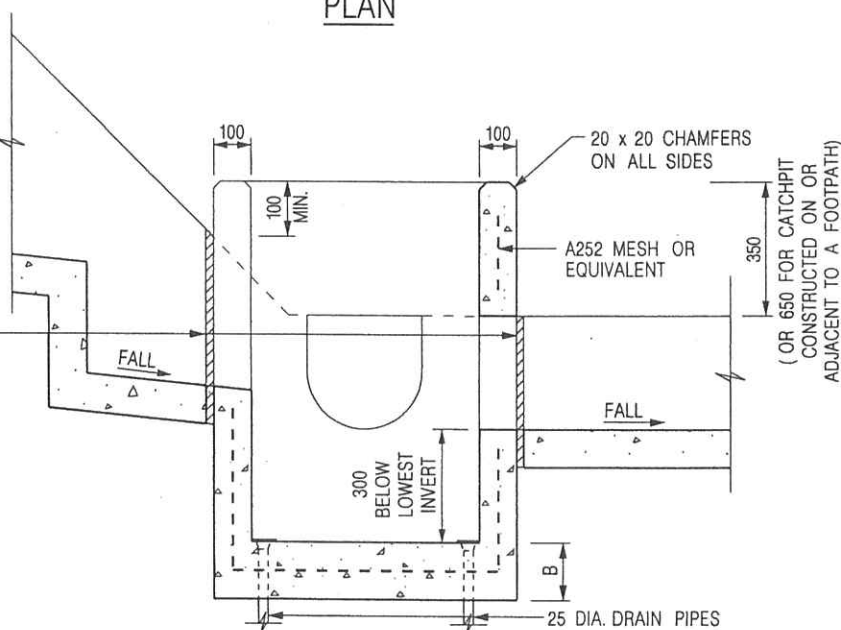 PLAN
100
100
20 x 20 CHAMFERS
ON ALL SIDES
100
MIN.
A252 MESH OR
EQUIVALENT
350
( OR 650 FOR CATCHPIT
CONSTRUCTED ON OR
ADJACENT TO A FOOTPATH)
FALL
FALL
300
BELOW
LOWEST
INVERT
B
25 DIA. DRAIN PIPES